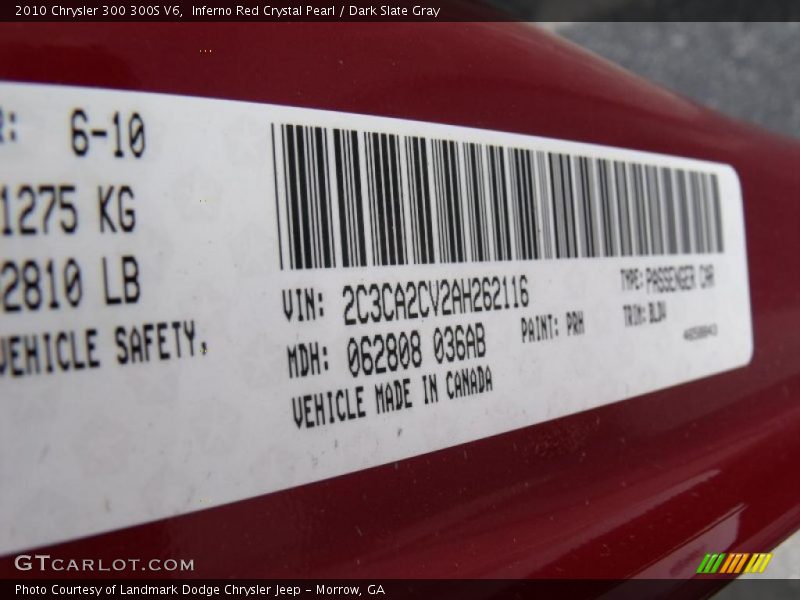 2010 Chrysler 300 300S V6,  Inferno Red Crystal Pearl / Dark Slate Gray
6-10
1275 KG
2810 LB
VEHICLE SAFETY.
VIN: 2C3CA2CV2AH262116
TYPE: PASSENGER CAR
MDH: 062808 036AB
PAINT: PRH
TRIM:
VEHICLE MADE IN CANADA
GTCARLOT.COM
Photo Courtesy of Landmark Dodge Chrysler Jeep - Morrow, GA